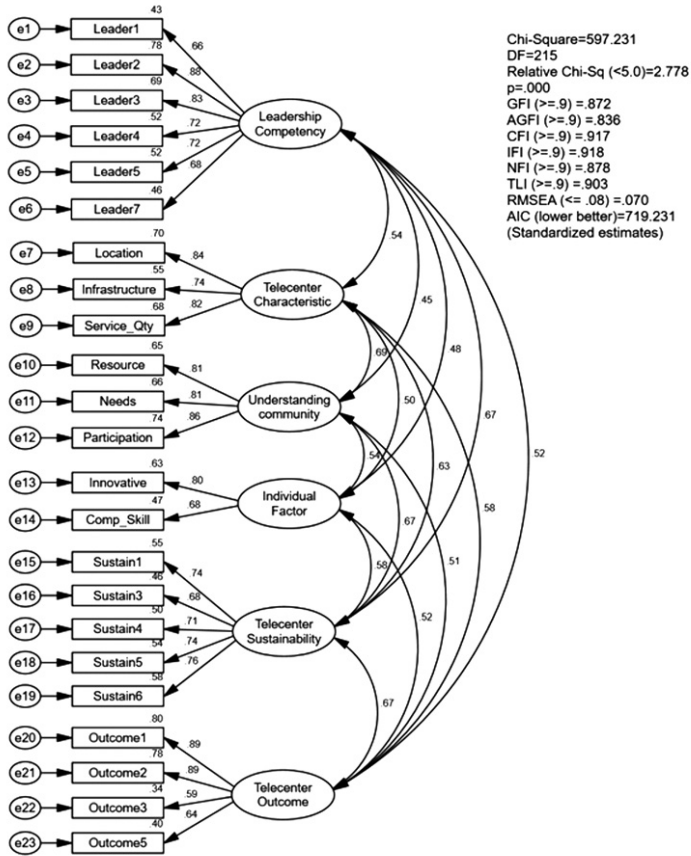 Chi-Square=597.231
DF=215
Relative Chi-Sq (<5.0)=2.778
p=.000
GFI (>=.9) =.872
AGFI (>=.9) =.836
CFI (>=.9) =.917
IFI (>=.9) =.918
NFI (>=.9) =.878
TLI (>=.9) =.903
RMSEA (<= .08) =.070
AIC (lower better)=719.231
(Standardized estimates)
.43
e1 Leader1 .66
.78
e2 Leader2 .88
.69
e3 Leader3 .83
.52
e4 Leader4 .72
.52
e5 Leader5 .72
.46
e6 Leader7 .68
Leadership
Competency
.70
e7 Location .84
.55
e8 Infrastructure .74
.68
e9 Service_Qty .82
Telecenter
Characteristic
.65
e10 Resource .81
.66
e11 Needs .81
.74
e12 Participation .86
Understanding
community
.63
e13 Innovative .80
.47
e14 Comp_Skill .68
Individual
Factor
.55
e15 Sustain1 .74
.46
e16 Sustain3 .68
.50
e17 Sustain4 .71
.54
e18 Sustain5 .74
.58
e19 Sustain6 .76
Telecenter
Sustainability
.80
e20 Outcome1 .89
.78
e21 Outcome2 .89
.34
e22 Outcome3 .59
.40
e23 Outcome5 .64
Telecenter
Outcome
.54
.45
.48
.67
.52
.69
.50
.63
.58
.54
.67
.51
.58
.52
.67